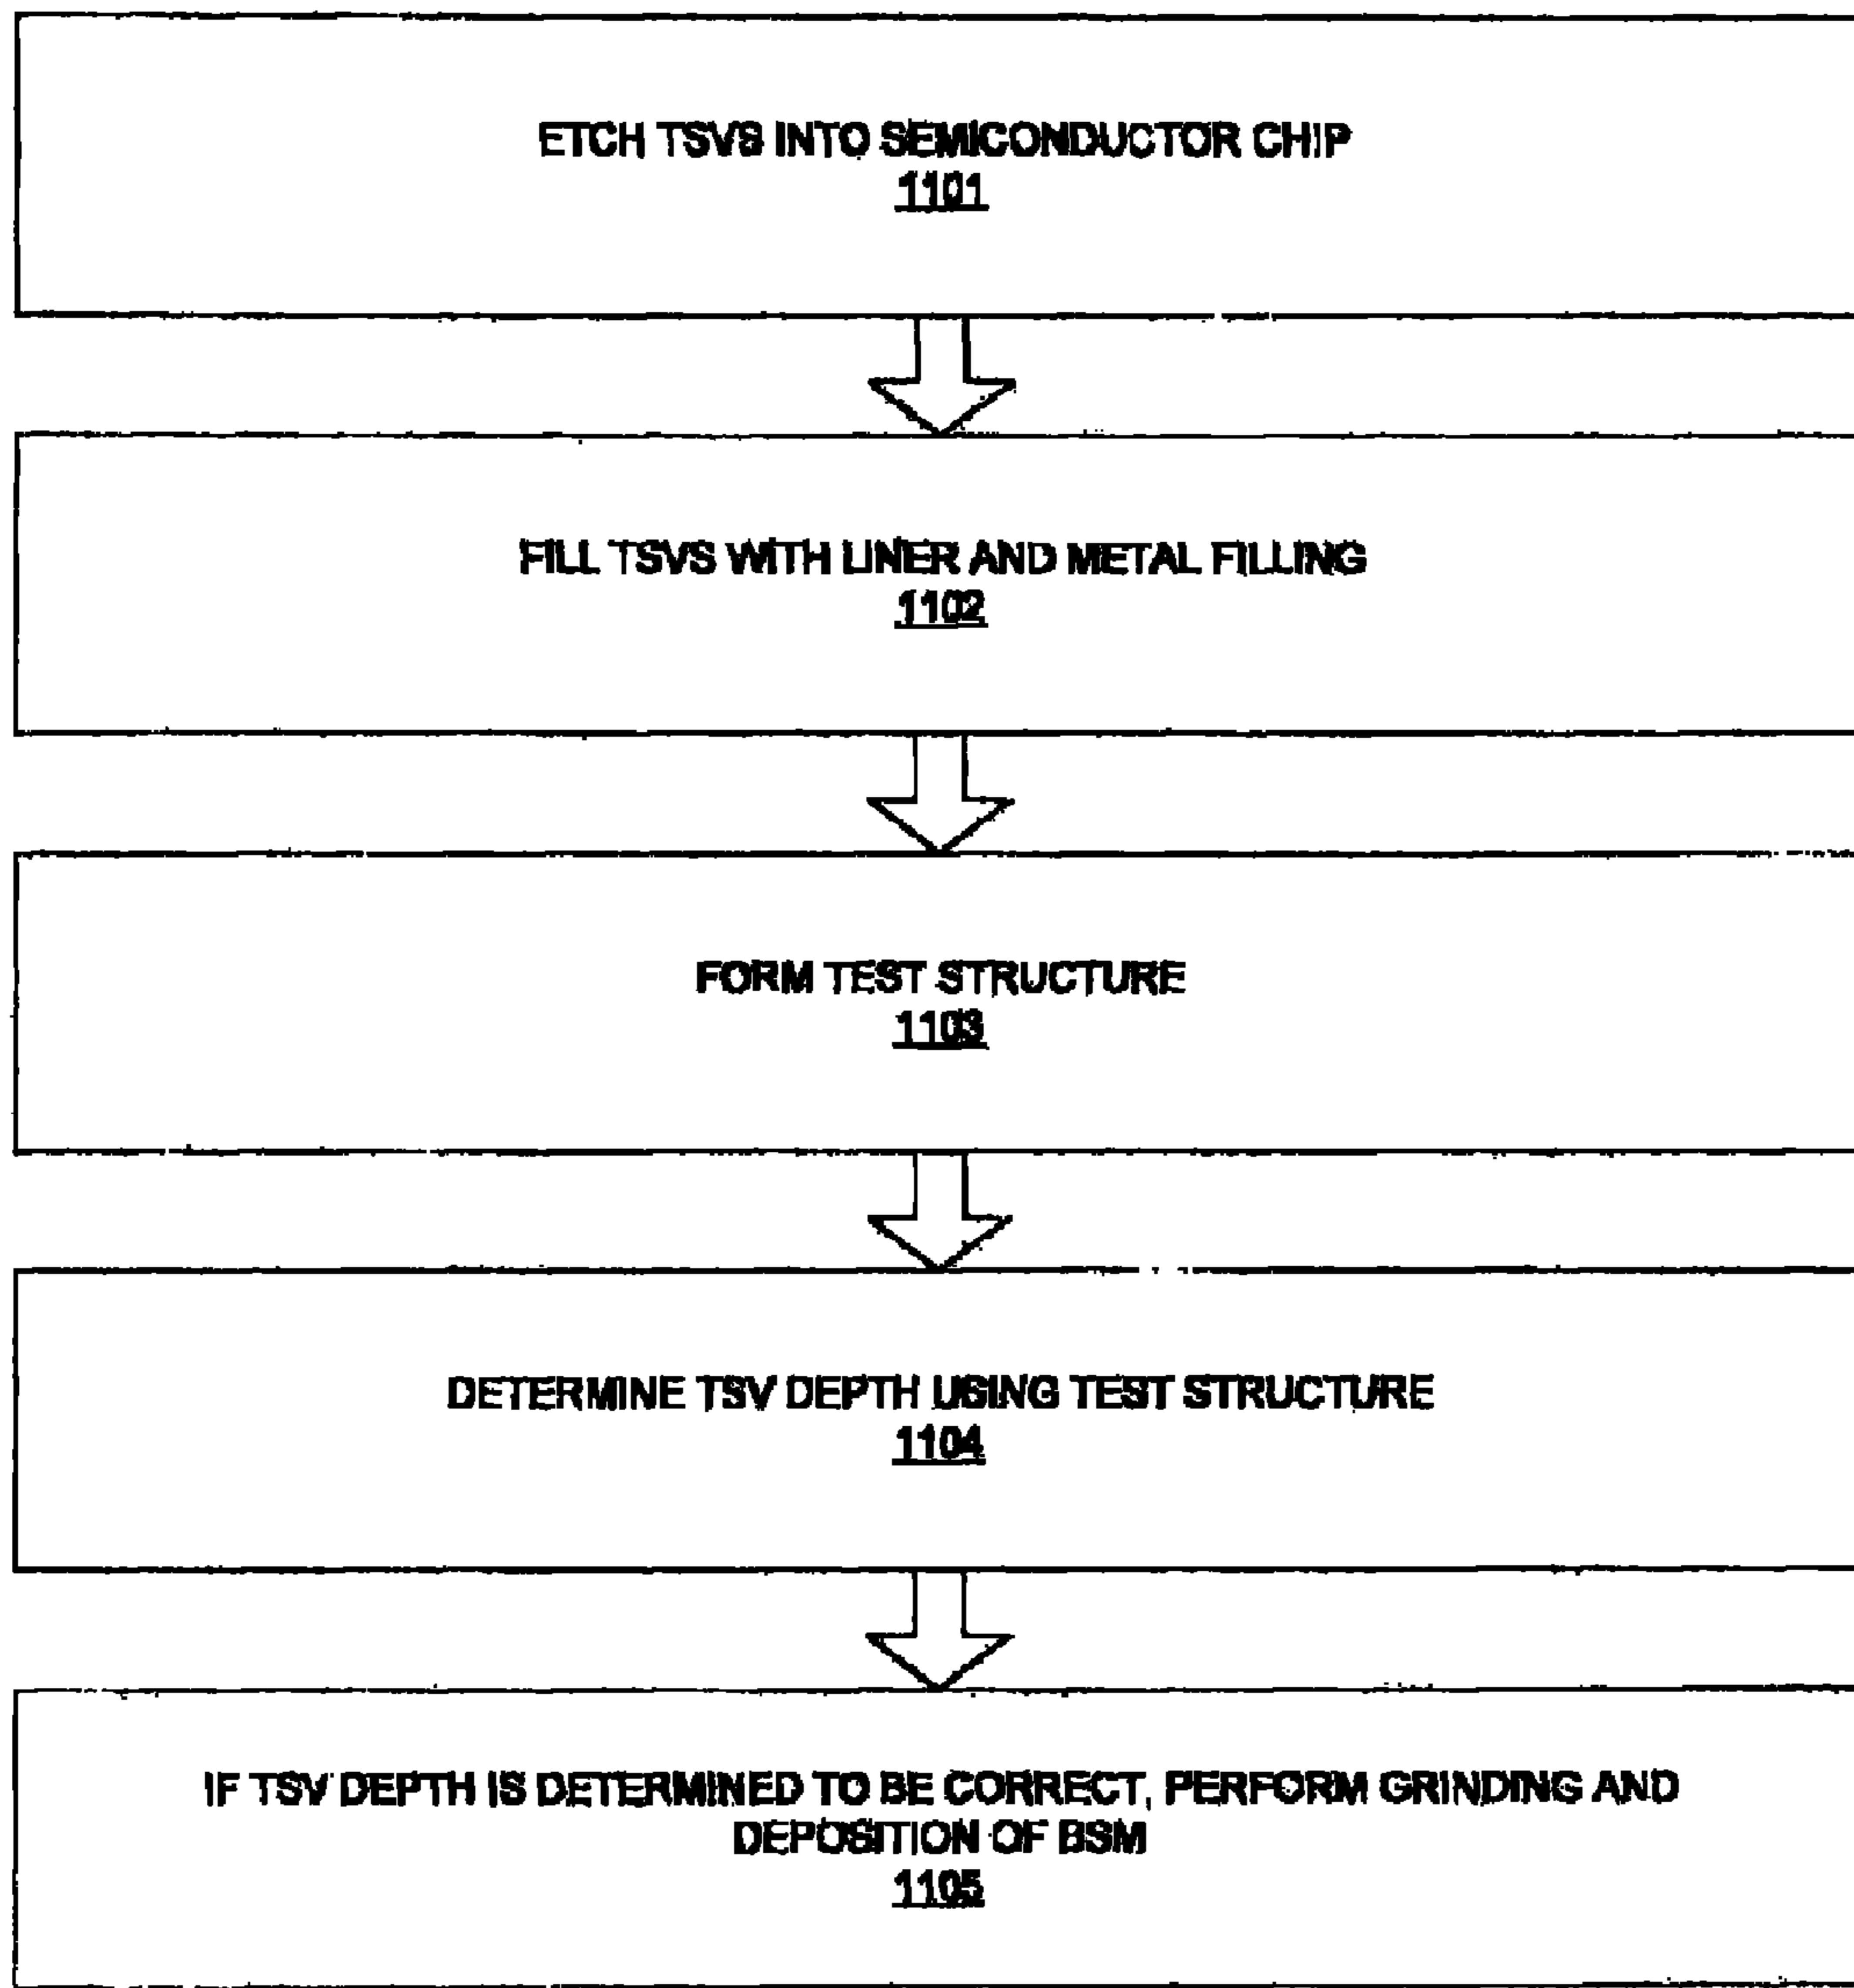 ETCH TSVS INTO SEMICONDUCTOR CHIP
1101
FILL TSVS WITH LINER AND METAL FILLING
1102
FORM TEST STRUCTURE
1103
DETERMINE TSV DEPTH USING TEST STRUCTURE
1104
IF TSV DEPTH IS DETERMINED TO BE CORRECT, PERFORM GRINDING AND
DEPOSITION OF BSM
1105